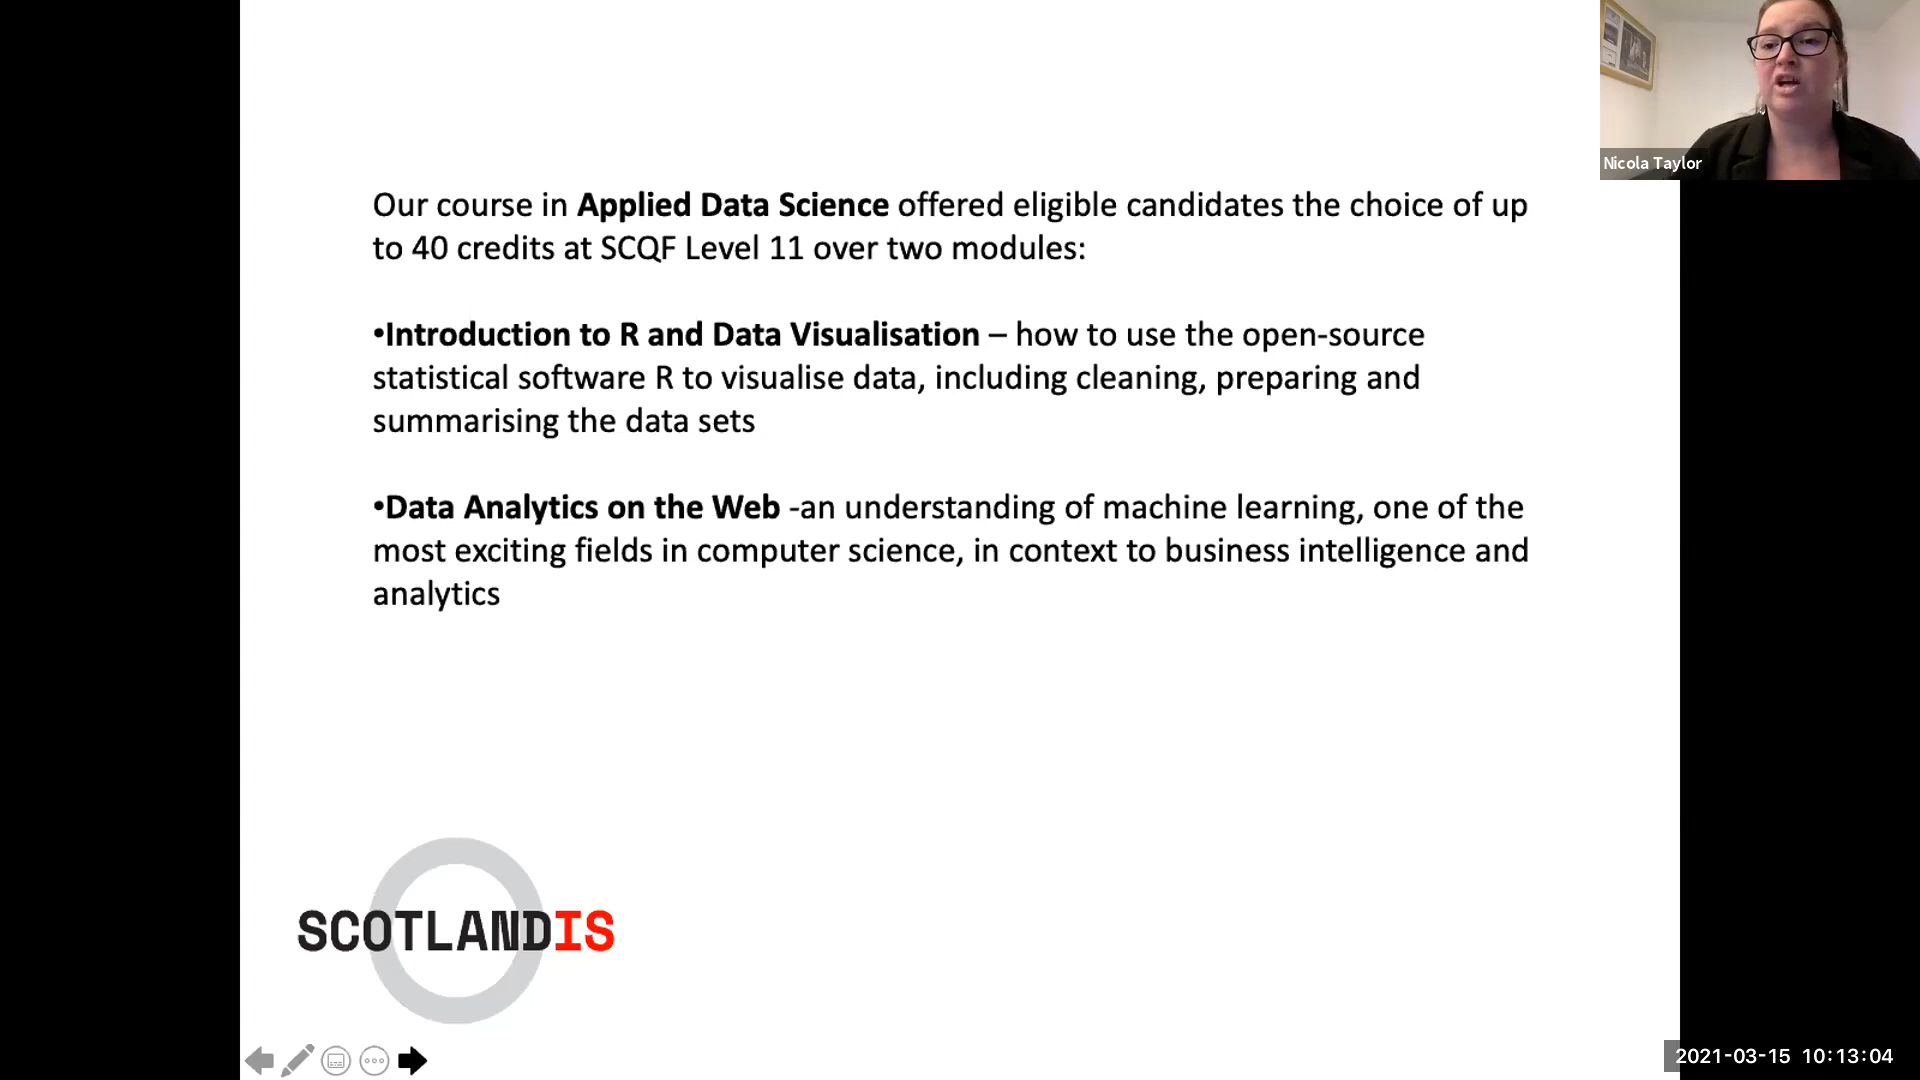 Our course in Applied Data Science offered eligible candidates the choice of up
to 40 credits at SCQF Level 11 over two modules:
•Introduction to R and Data Visualisation – how to use the open-source
statistical software R to visualise data, including cleaning, preparing and
summarising the data sets
•Data Analytics on the Web -an understanding of machine learning, one of the
most exciting fields in computer science, in context to business intelligence and
analytics
SCOTLANDIS
Nicola Taylor
2021-03-15 10:13:04